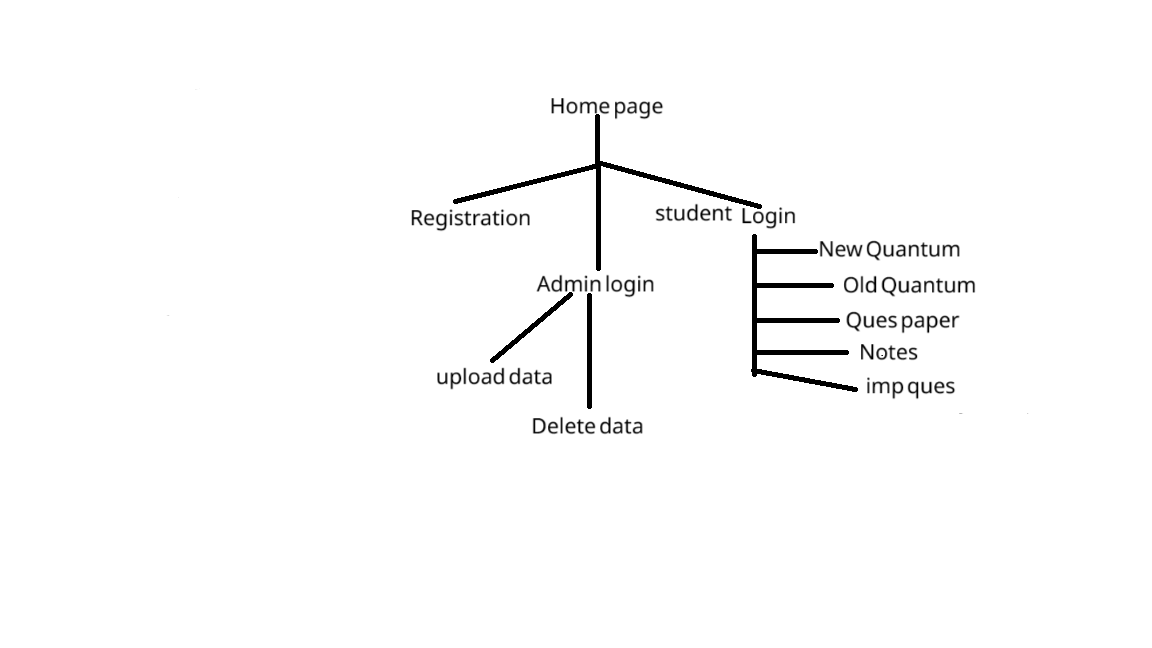 Home page
Registration
student Login
New Quantum
Admin login
Old Quantum
Ques paper
Notes
upload data
imp ques
Delete data